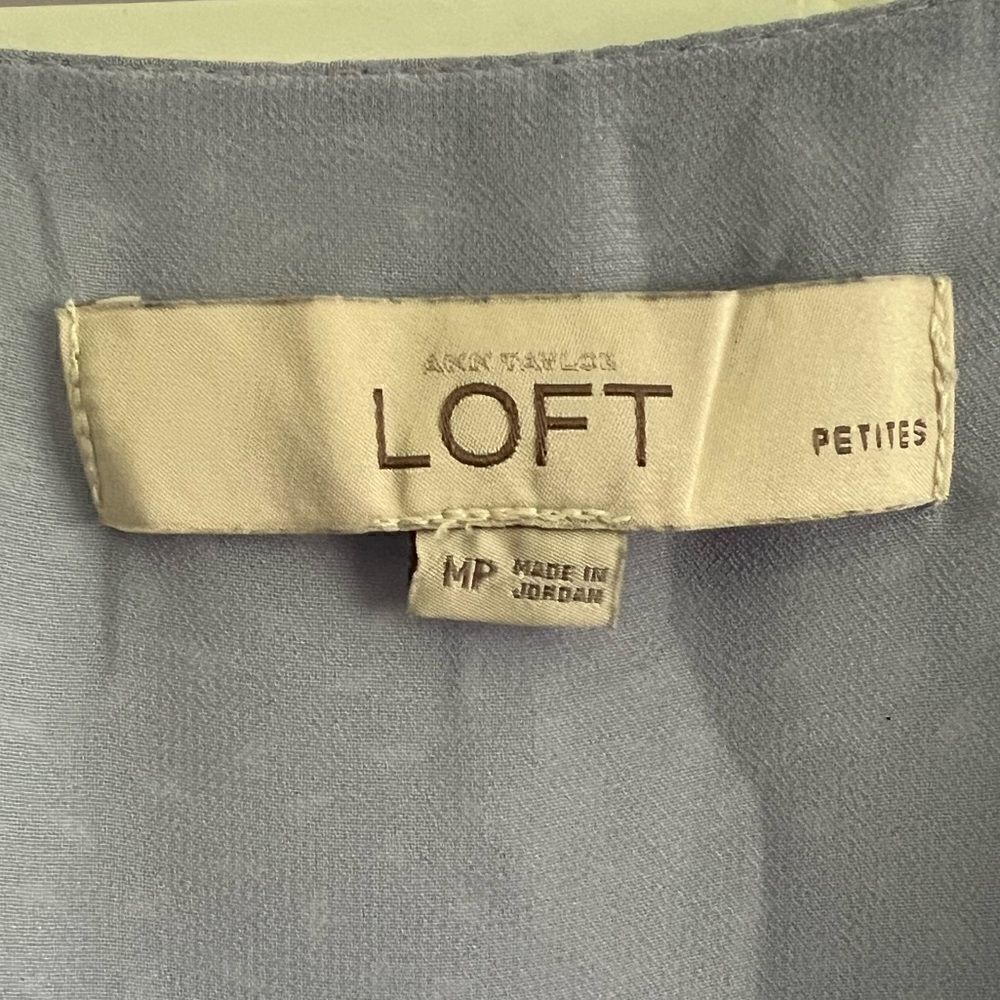 ANN TAYLOR
LOFT
PETITES
MP
MADE IN
JORDAN